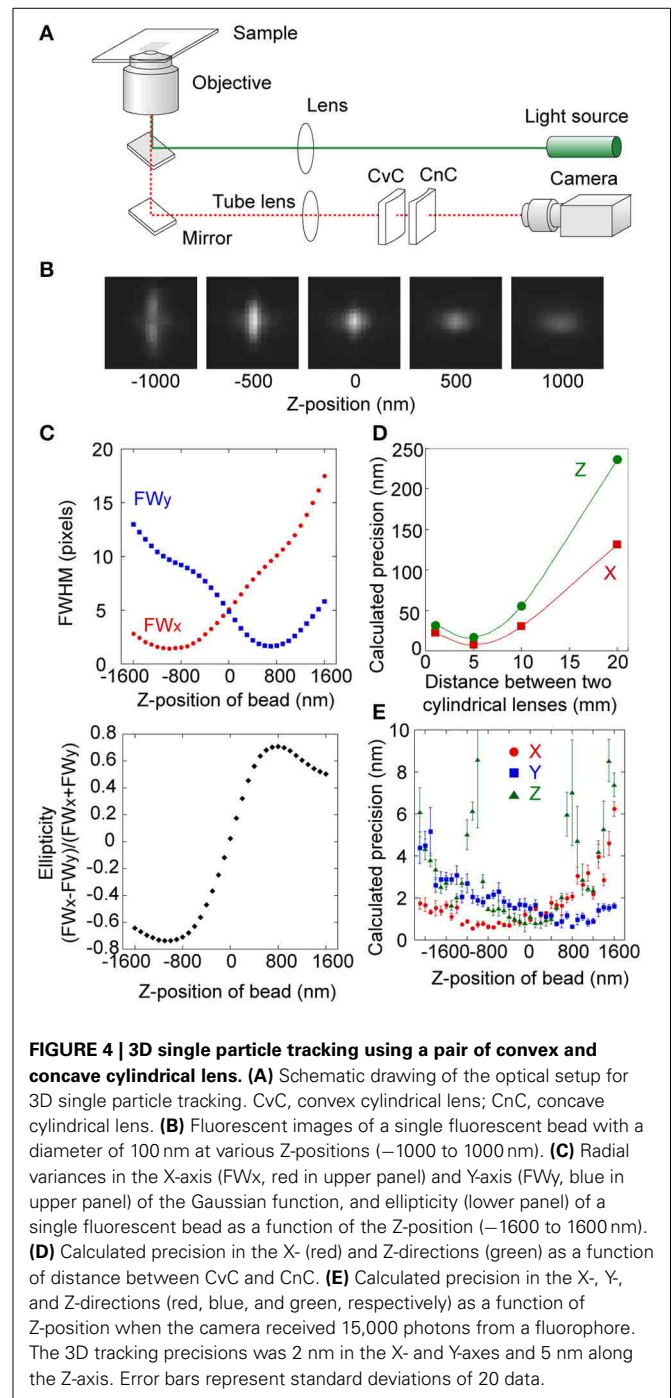 A
Sample
Objective
Lens
Light source
CvC
CnC
Camera
Tube lens
Mirror
B
-1000
-500
0
500
1000
Z-position (nm)
C
20
15
10
5
0
FWHM (pixels)
FWy
FWx
-1600
-800
0
800
1600
Z-position of bead (nm)
0.8
0.6
0.4
0.2
0
-0.2
-0.4
-0.6
-0.8
Ellipticity
(FWx-FWy)/(FWx+FWy)
-1600
-800
0
800
1600
Z-position of bead (nm)
D
250
200
150
100
50
0
Calculated precision (nm)
Z
X
0
5
10
15
20
Distance between two
cylindrical lenses (mm)
E
10
8
6
4
2
0
Calculated precision (nm)
X
Y
Z
-1600
-800
0
800
1600
Z-position of bead (nm)
FIGURE 4 | 3D single particle tracking using a pair of convex and
concave cylindrical lens. (A) Schematic drawing of the optical setup for
3D single particle tracking. CvC, convex cylindrical lens; CnC, concave
cylindrical lens. (B) Fluorescent images of a single fluorescent bead with a
diameter of 100 nm at various Z-positions (−1000 to 1000 nm). (C) Radial
variances in the X-axis (FWx, red in upper panel) and Y-axis (FWy, blue in
upper panel) of the Gaussian function, and ellipticity (lower panel) of a
single fluorescent bead as a function of the Z-position (−1600 to 1600 nm).
(D) Calculated precision in the X- (red) and Z-directions (green) as a function
of distance between CvC and CnC. (E) Calculated precision in the X-, Y-,
and Z-directions (red, blue, and green, respectively) as a function of
Z-position when the camera received 15,000 photons from a fluorophore.
The 3D tracking precisions was 2 nm in the X- and Y-axes and 5 nm along
the Z-axis. Error bars represent standard deviations of 20 data.